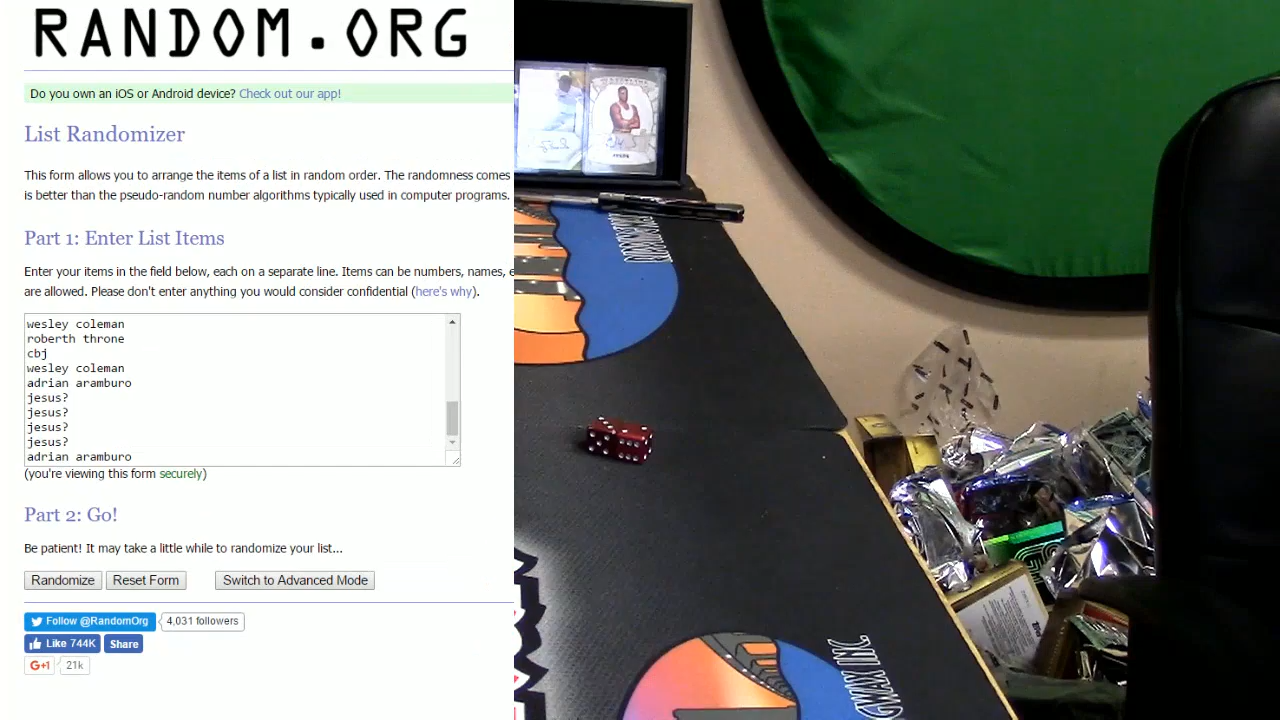 RANDOM.ORG
Do you own an iOS or Android device? Check out our app!
List Randomizer
This form allows you to arrange the items of a list in random order. The randomness comes
is better than the pseudo-random number algorithms typically used in computer programs.
Part 1: Enter List Items
Enter your items in the field below, each on a separate line. Items can be numbers, names, e
are allowed. Please don't enter anything you would consider confidential (here's why).
wesley coleman
roberth throne
cbj
wesley coleman
adrian aramburo
jesus?
jesus?
jesus?
jesus?
adrian aramburo
(you're viewing this form securely)
Part 2: Go!
Be patient! It may take a little while to randomize your list...
Randomize Reset Form Switch to Advanced Mode
Follow @RandomOrg 4,031 followers
Like 744K Share
G+1 21k
GWAX INC